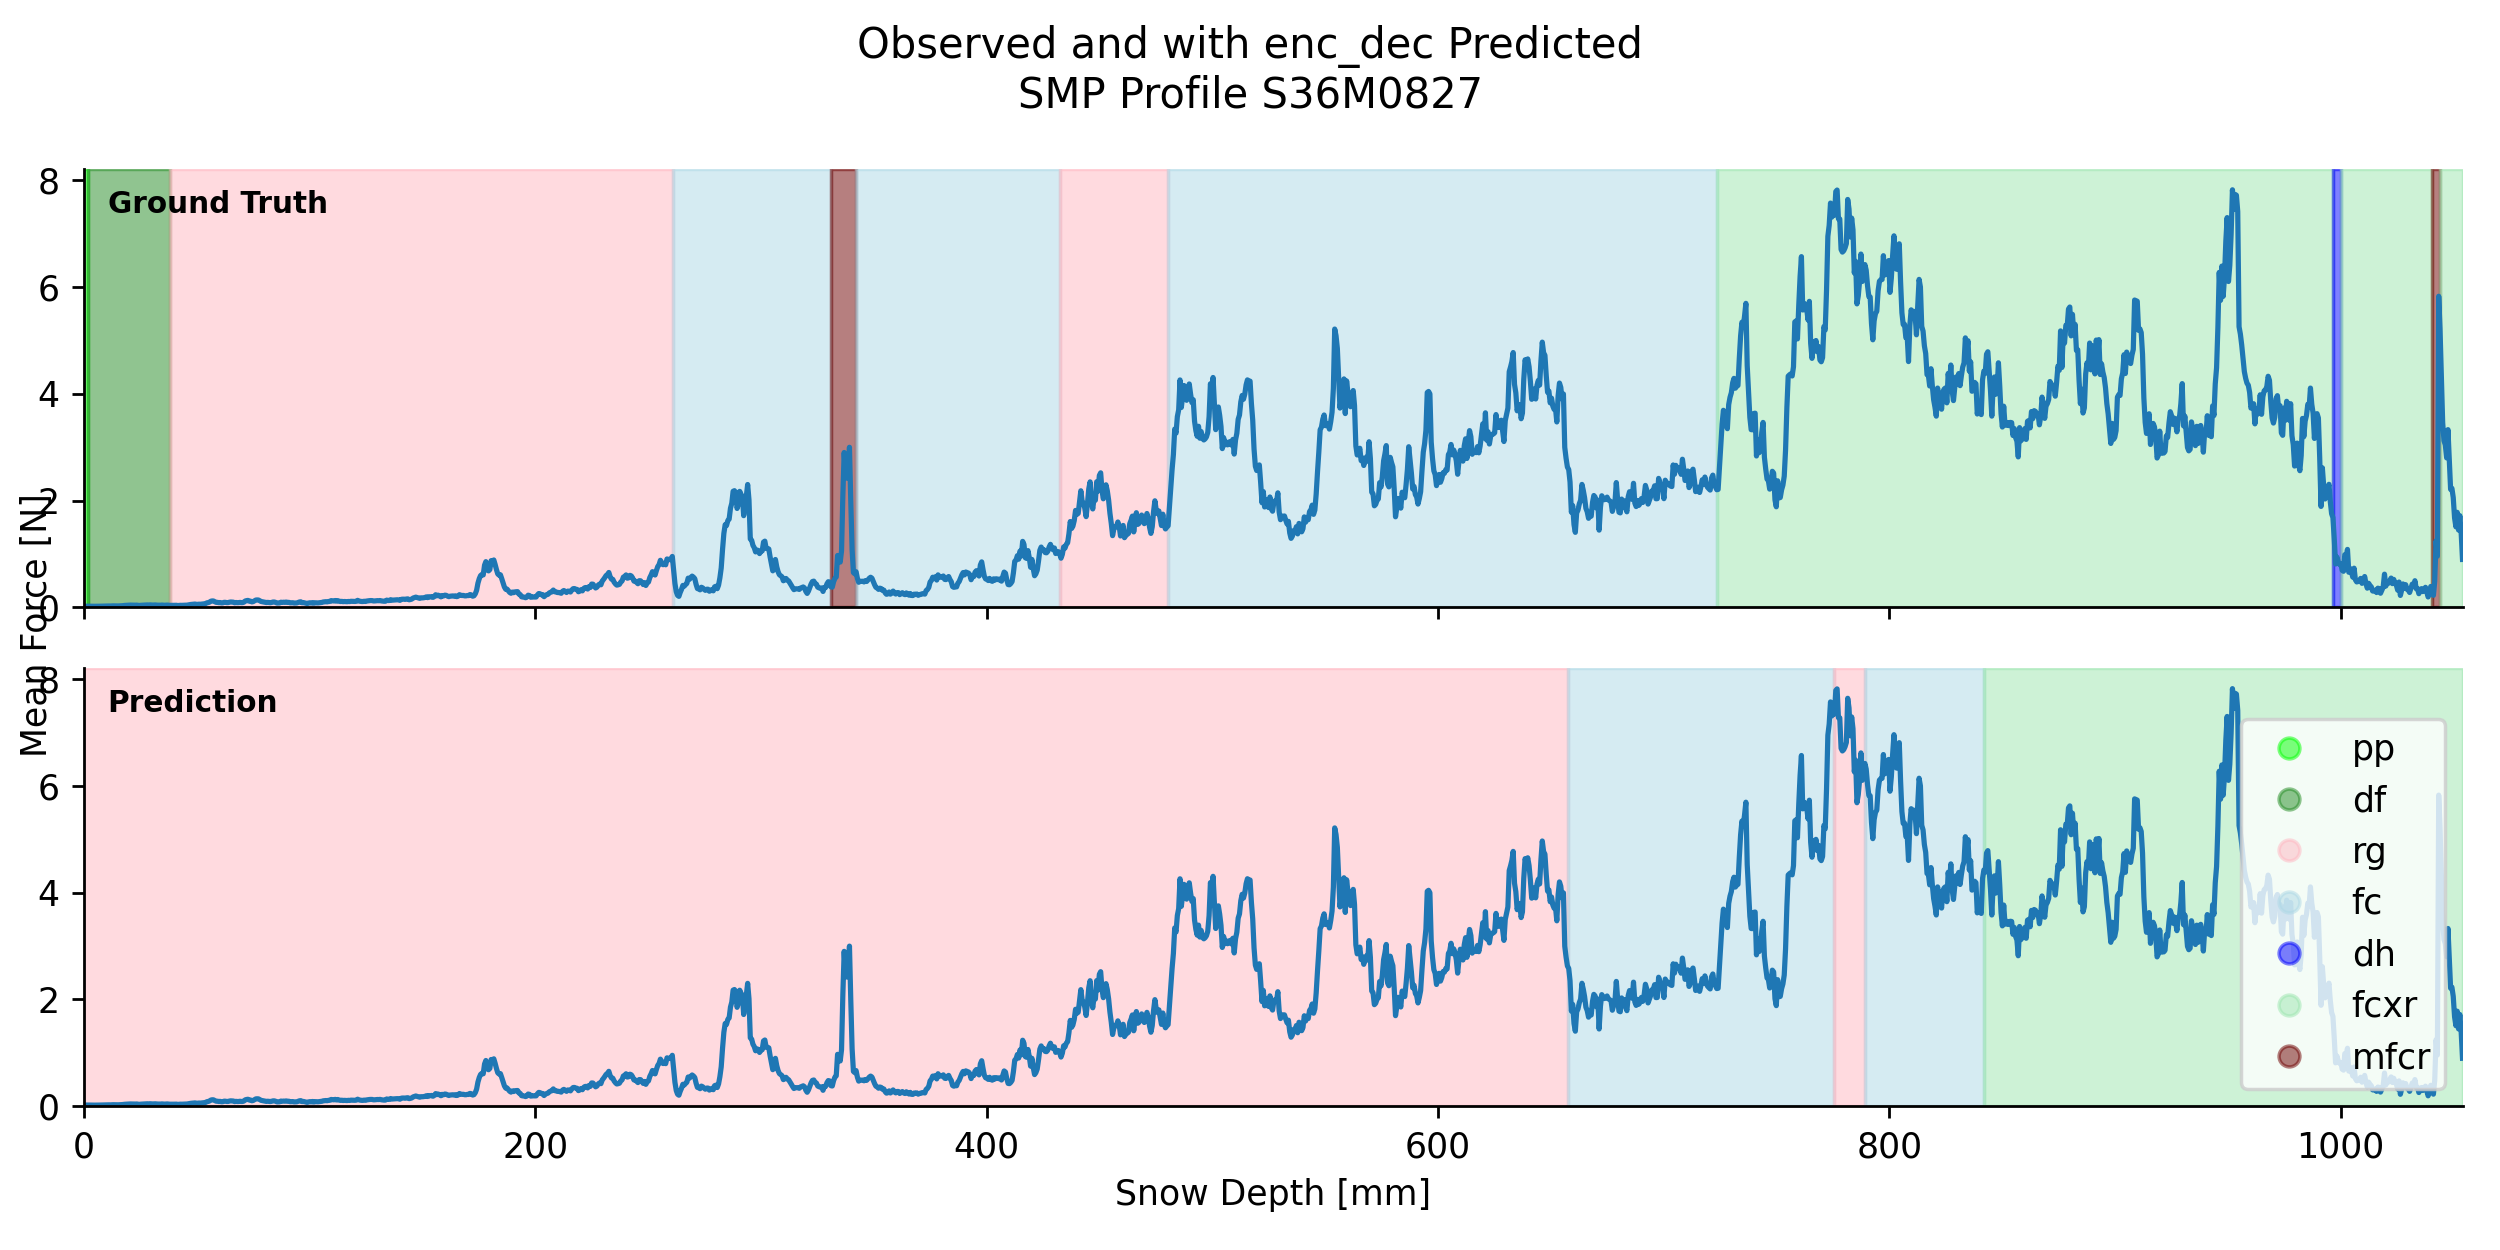 Observed and with enc_dec Predicted
SMP Profile S36M0827
8
Ground Truth
6
4
2
0
Mean Force [N]
8
Prediction
6
4
2
0
pp
df
rg
fc
dh
fcxr
mfcr
0 200 400 600 800 1000
Snow Depth [mm]